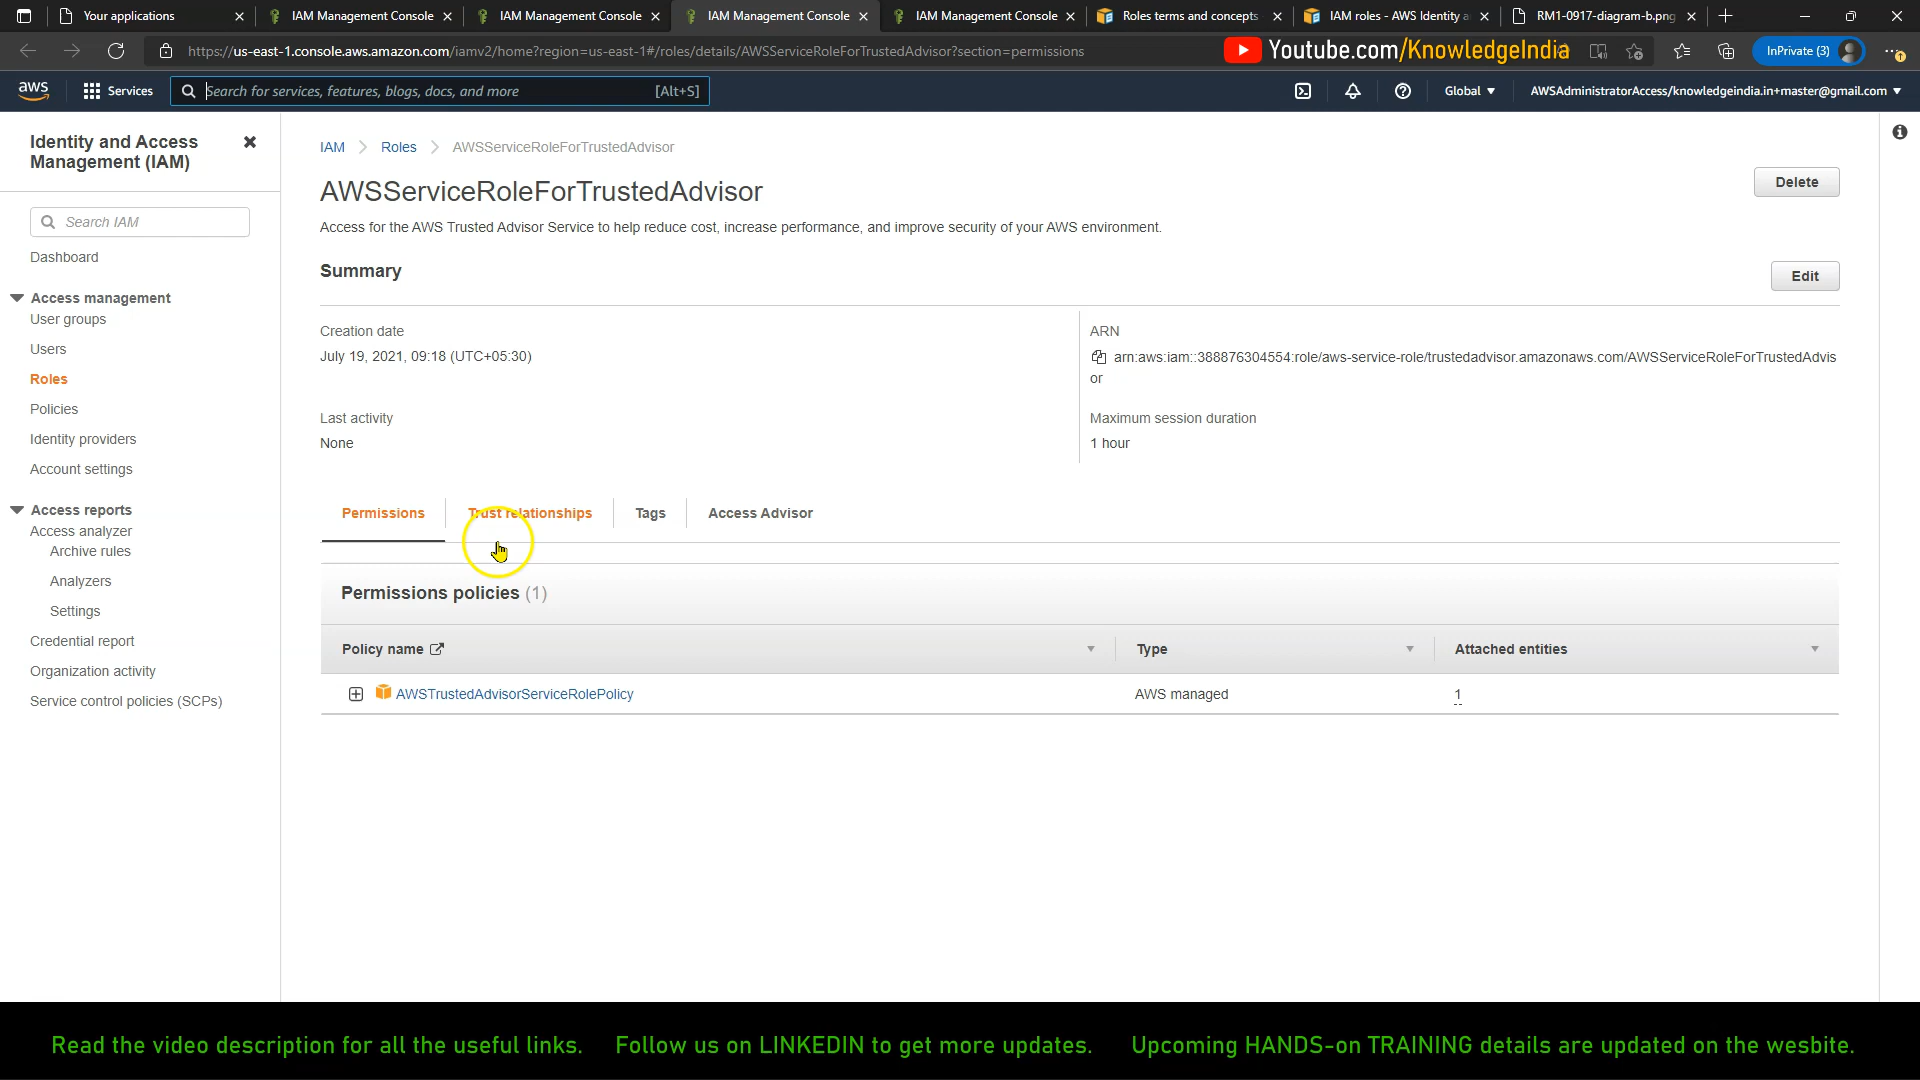 Your applications
IAM Management Console
IAM Management Console
IAM Management Console
IAM Management Console
Roles terms and concepts
IAM roles - AWS Identity a
RM1-0917-diagram-b.png
https://us-east-1.console.aws.amazon.com/iamv2/home?region=us-east-1#/roles/details/AWSServiceRoleForTrustedAdvisor?section=permissions
Youtube.com/KnowledgeIndia
InPrivate (3)
aws
Services
Search for services, features, blogs, docs, and more
[Alt+S]
Global
AWSAdministratorAccess/knowledgeindia.in+master@gmail.com
Identity and Access
Management (IAM)
Search IAM
Dashboard
Access management
User groups
Users
Roles
Policies
Identity providers
Account settings
Access reports
Access analyzer
Archive rules
Analyzers
Settings
Credential report
Organization activity
Service control policies (SCPs)
IAM
Roles
AWSServiceRoleForTrustedAdvisor
AWSServiceRoleForTrustedAdvisor
Delete
Access for the AWS Trusted Advisor Service to help reduce cost, increase performance, and improve security of your AWS environment.
Summary
Edit
Creation date
July 19, 2021, 09:18 (UTC+05:30)
ARN
arn:aws:iam::388876304554:role/aws-service-role/trustedadvisor.amazonaws.com/AWSServiceRoleForTrustedAdvis
or
Last activity
None
Maximum session duration
1 hour
Permissions
Trust relationships
Tags
Access Advisor
Permissions policies (1)
Policy name
Type
Attached entities
AWSTrustedAdvisorServiceRolePolicy
AWS managed
1
Read the video description for all the useful links. Follow us on LINKEDIN to get more updates. Upcoming HANDS-on TRAINING details are updated on the wesbite.